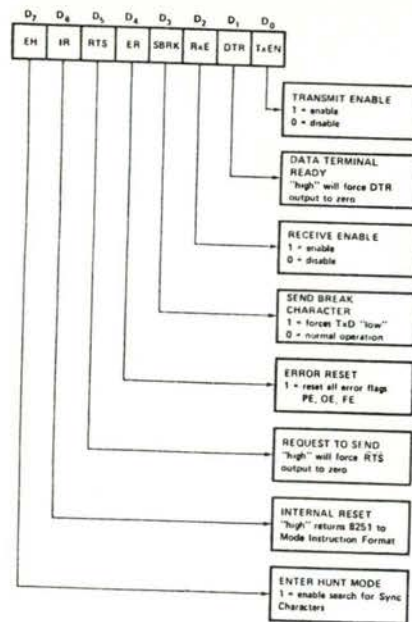 D7 D6 D5 D4 D3 D2 D1 D0
EH IR RTS ER SBRK RxE DTR TxEN
TRANSMIT ENABLE
1 = enable
0 = disable
DATA TERMINAL
READY
"high" will force DTR
output to zero
RECEIVE ENABLE
1 = enable
0 = disable
SEND BREAK
CHARACTER
1 = forces TxD "low"
0 = normal operation
ERROR RESET
1 = reset all error flags
PE, OE, FE
REQUEST TO SEND
"high" will force RTS
output to zero
INTERNAL RESET
"high" returns 8251 to
Mode Instruction Format
ENTER HUNT MODE
1 = enable search for Sync
Characters